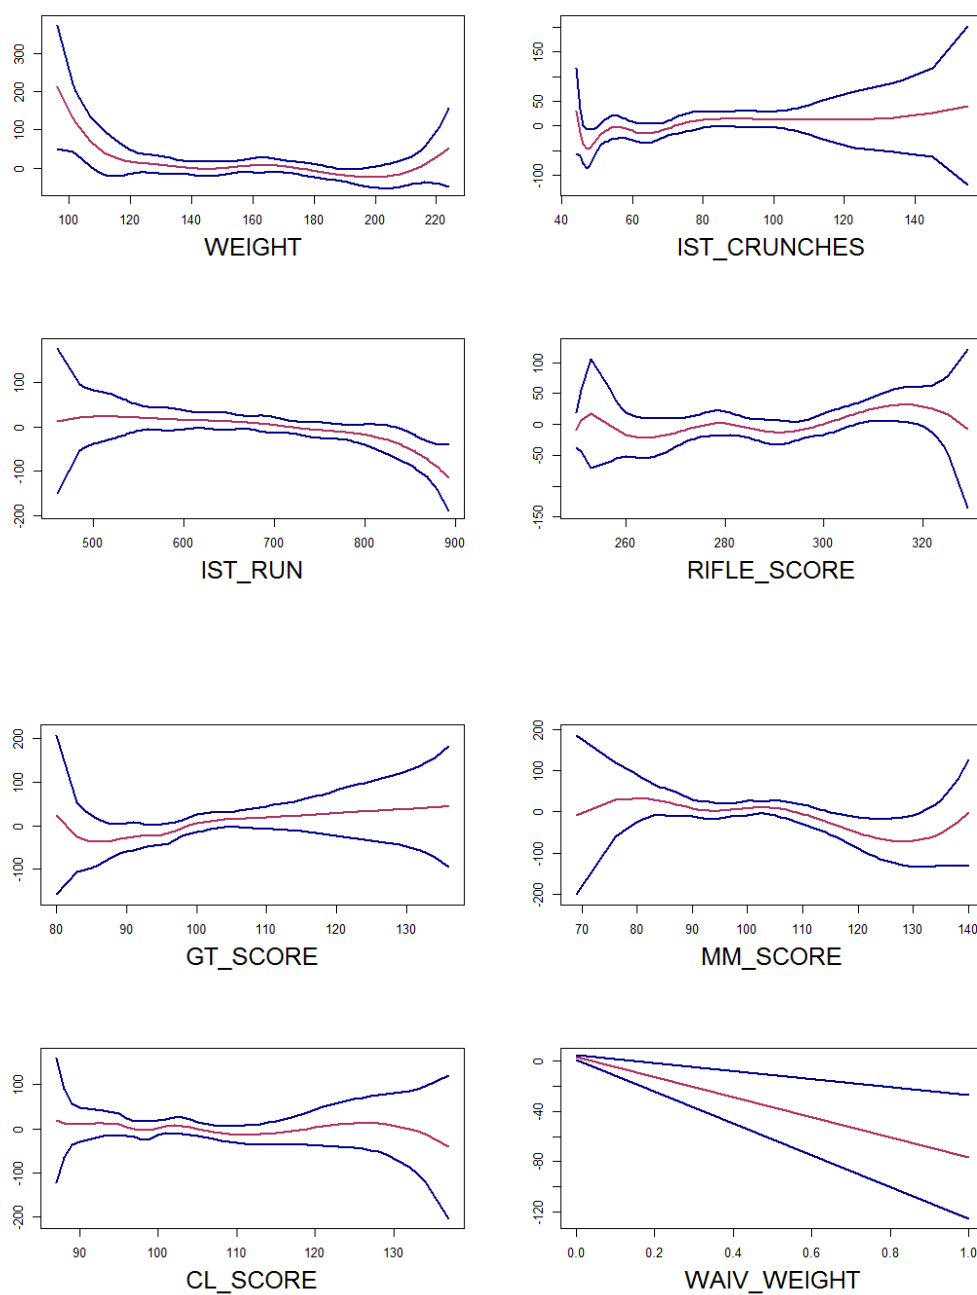 300
200
100
0
100 120 140 160 180 200 220
WEIGHT
150
50
0
-100
40 60 80 100 120 140
IST_CRUNCHES
100
0
-100
-200
500 600 700 800 900
IST_RUN
100
50
0
-50
-150
260 280 300 320
RIFLE_SCORE
200
100
0
-100
80 90 100 110 120 130
GT_SCORE
200
100
0
-100
-200
70 80 90 100 110 120 130 140
MM_SCORE
100
0
-100
-200
90 100 110 120 130
CL_SCORE
0
-40
-80
-120
0.0 0.2 0.4 0.6 0.8 1.0
WAIV_WEIGHT